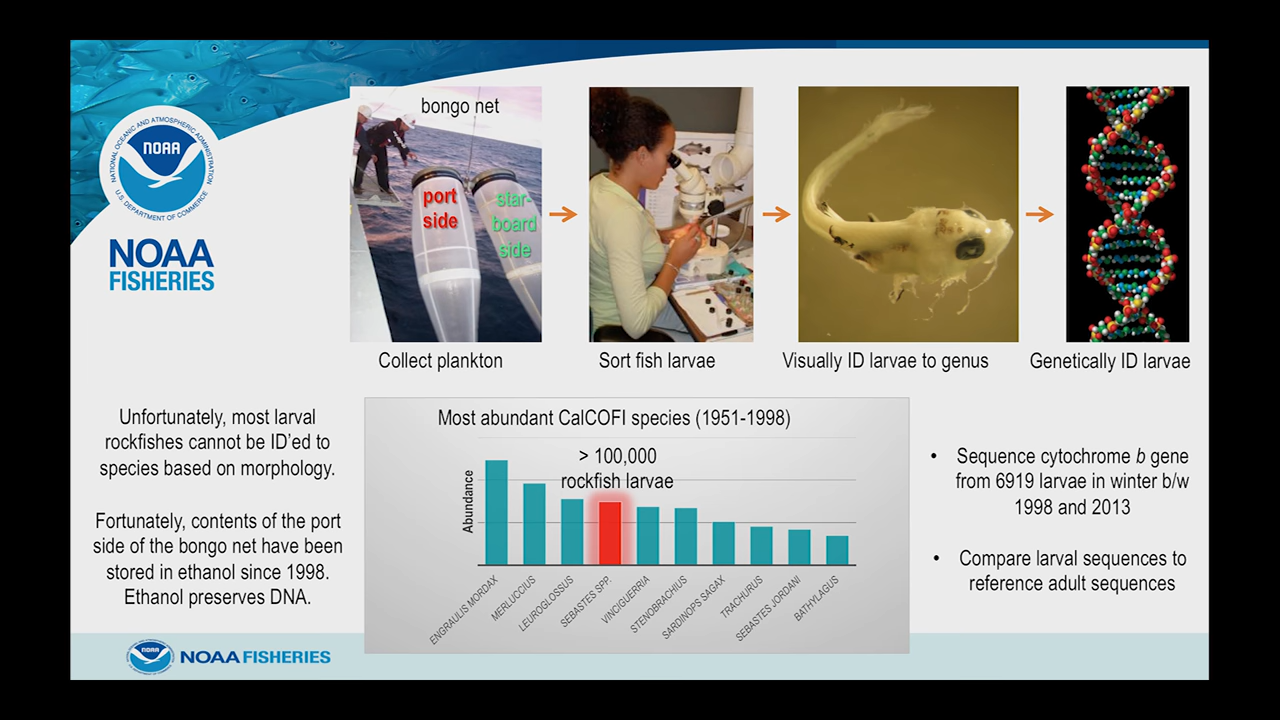 bongo net
port
side
star-
board
side
NATIONAL OCEANIC AND ATMOSPHERIC ADMINISTRATION
NOAA
U.S. DEPARTMENT OF COMMERCE
NOAA
FISHERIES
Collect plankton
Sort fish larvae
Visually ID larvae to genus
Genetically ID larvae
Unfortunately, most larval
rockfishes cannot be ID'ed to
species based on morphology.
Fortunately, contents of the port
side of the bongo net have been
stored in ethanol since 1998.
Ethanol preserves DNA.
Most abundant CalCOFI species (1951-1998)
> 100,000
rockfish larvae
Abundance
ENGRAULIS MORDAX
MERLUCCIUS
LEUROGLOSSUS
SEBASTES SPP.
VINCIGUERRIA
STENOBRACHIUS
SARDINOPS SAGAX
TRACHURUS
SEBASTES JORDANI
BATHYLAGUS
• Sequence cytochrome b gene
from 6919 larvae in winter b/w
1998 and 2013
• Compare larval sequences to
reference adult sequences
NOAA
NOAA FISHERIES